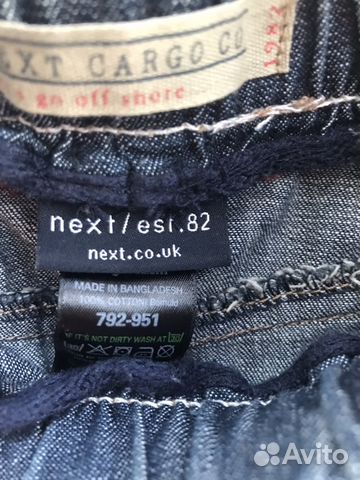 EXT CARGO CO
1982
go off shore...
next/est.82
next.co.uk
MADE IN BANGLADESH
100% COTTON
792-951
IF IT'S NOT DIRTY WASH AT 30
Avito